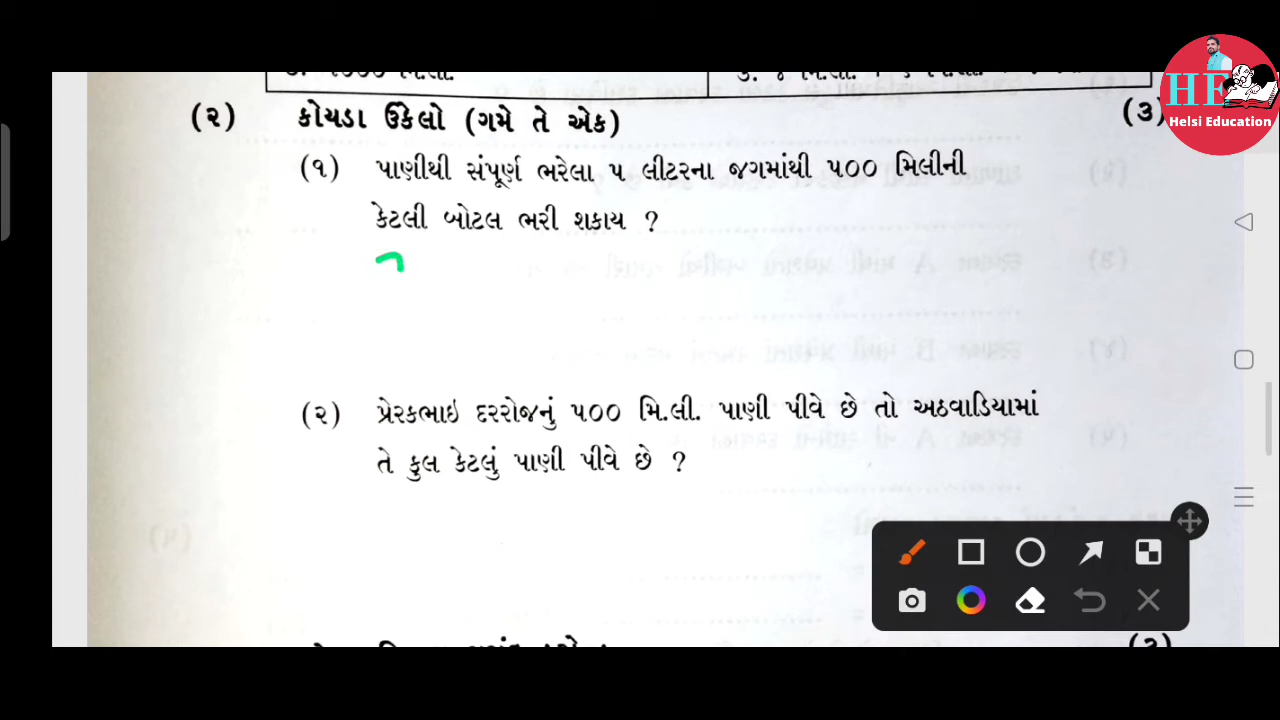 HE
Helsi Education
(૨) કોયડા ઉકેલો (ગમે તે એક) (૩)
(૧) પાણીથી સંપૂર્ણ ભરેલા ૫ લીટરના જગમાંથી ૫૦૦ મિલીની
કેટલી બોટલ ભરી શકાય ?
(૨) પ્રેરકભાઇ દરરોજનું ૫૦૦ મિ.લી. પાણી પીવે છે તો અઠવાડિયામાં
તે કુલ કેટલું પાણી પીવે છે ?